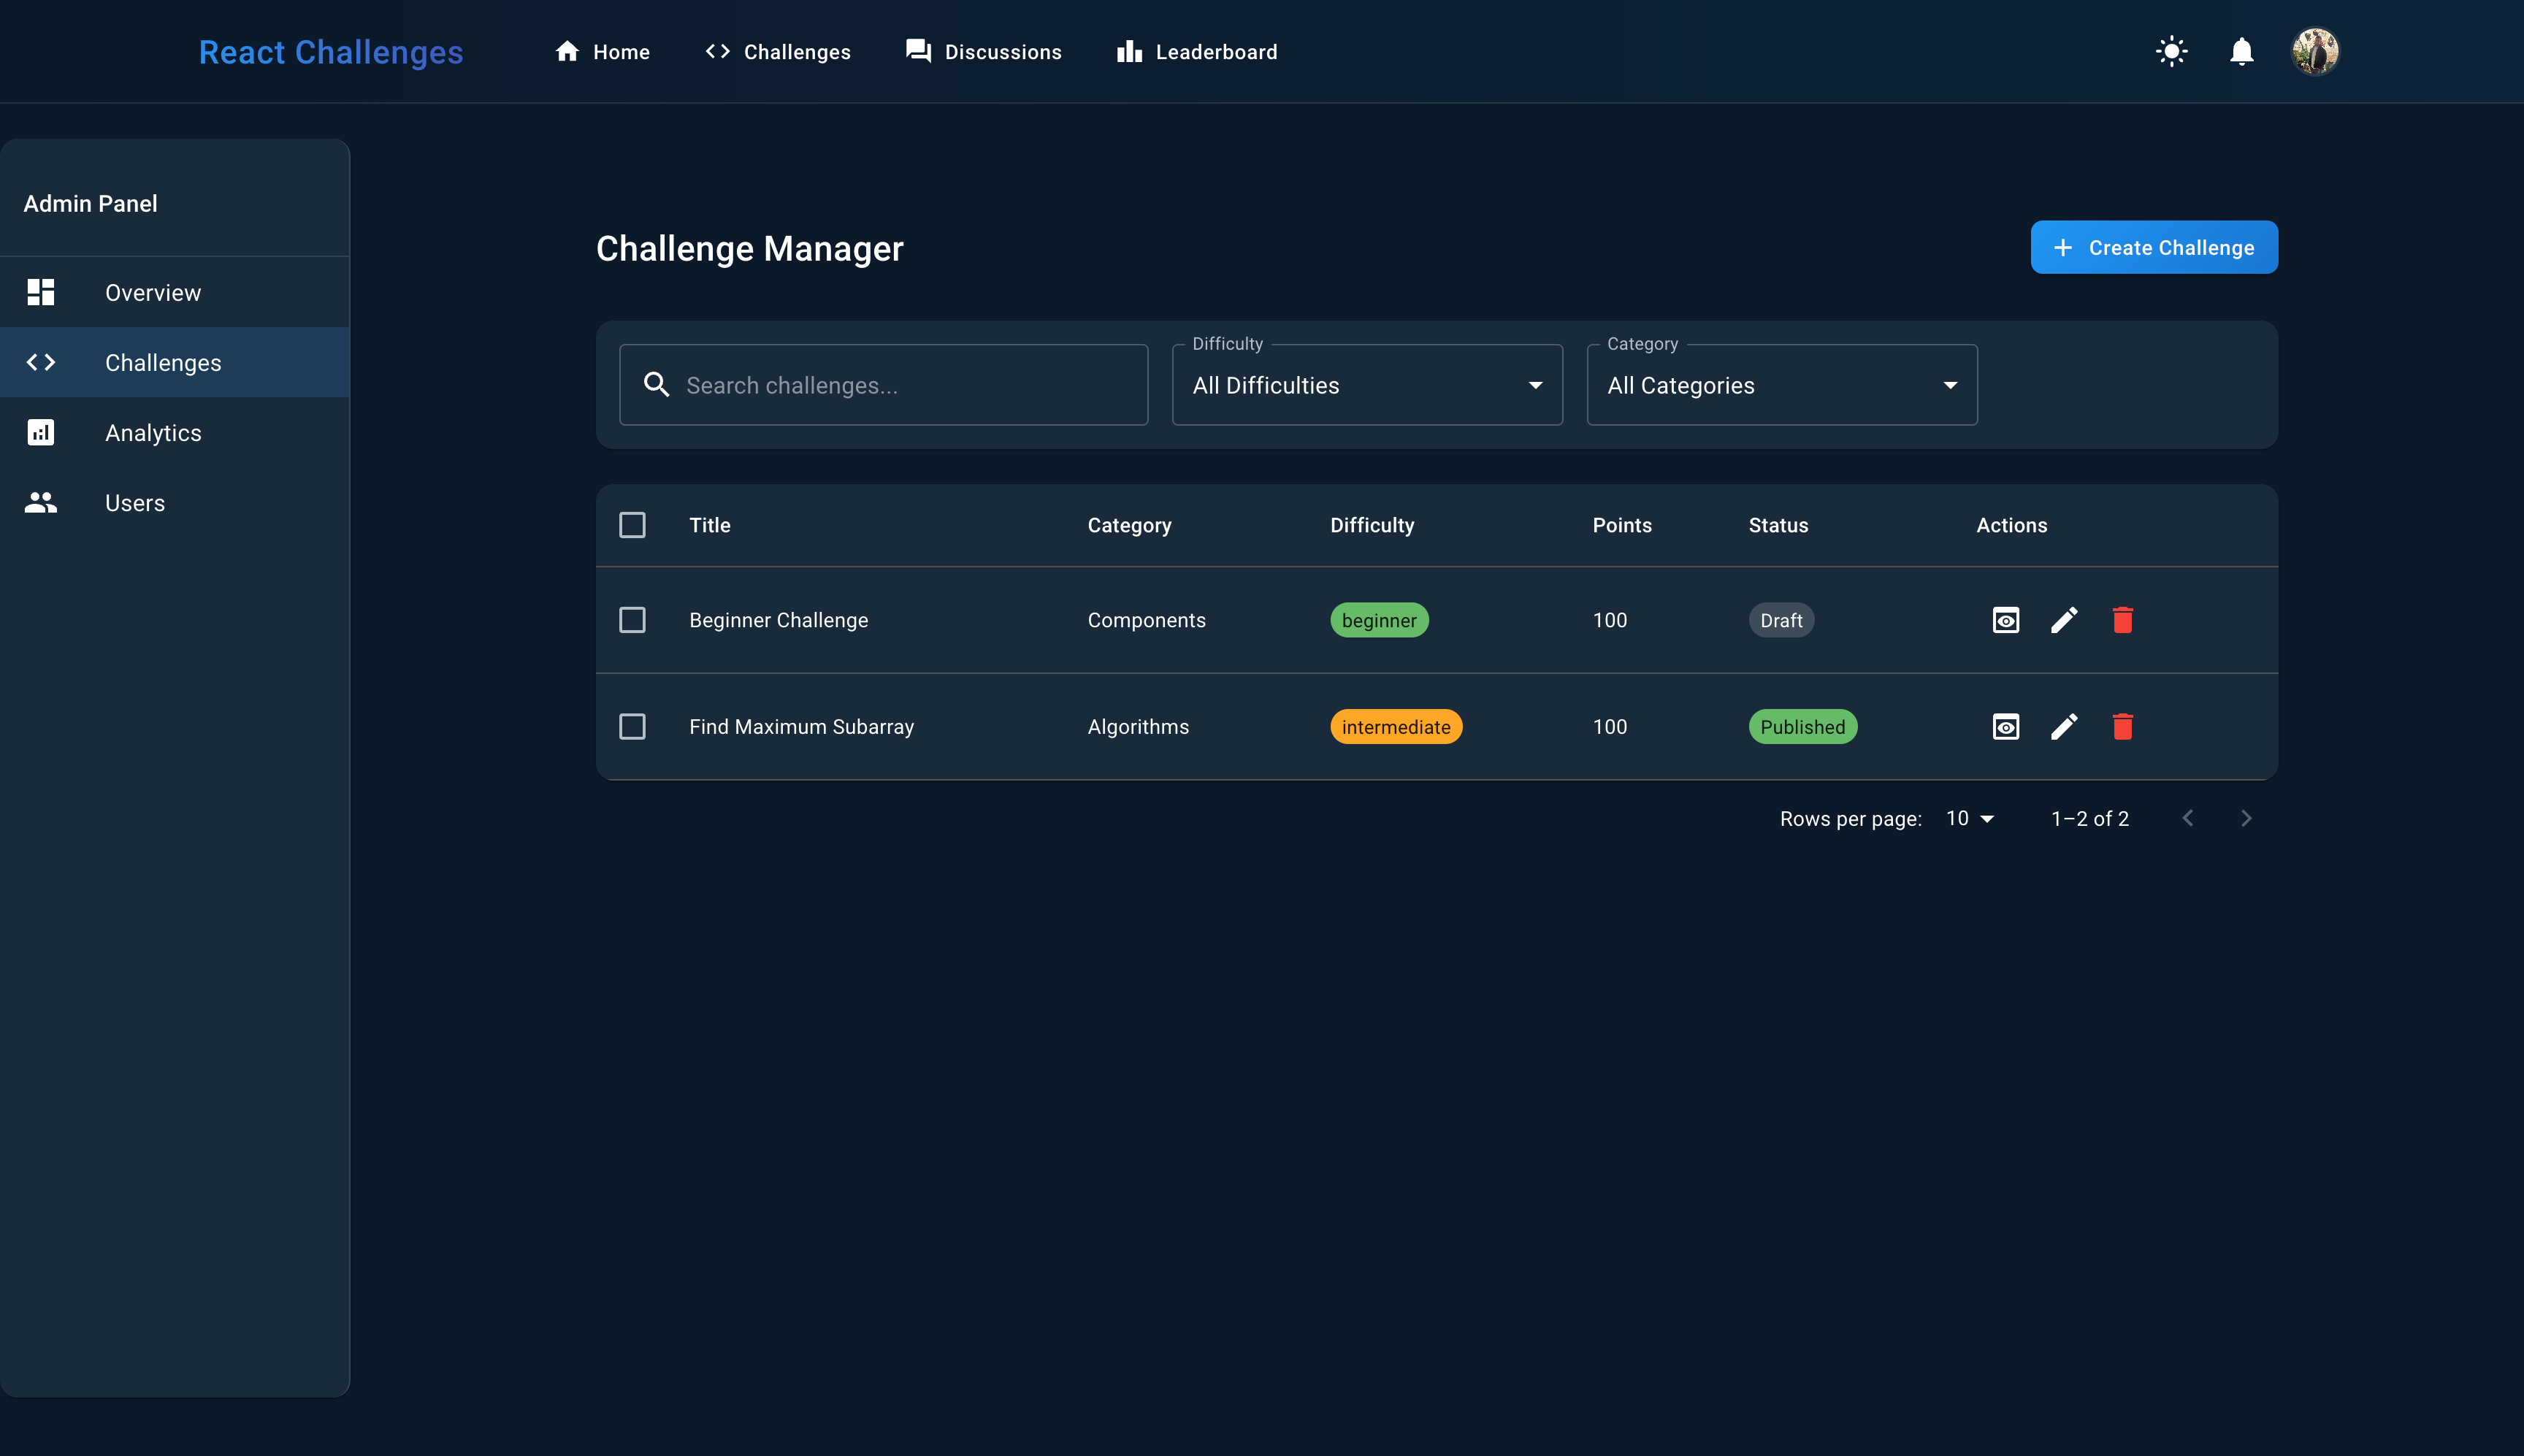 React Challenges
Home
Challenges
Discussions
Leaderboard
Admin Panel
Overview
Challenges
Analytics
Users
Challenge Manager
Create Challenge
Search challenges...
Difficulty
All Difficulties
Category
All Categories
Title Category Difficulty Points Status Actions
Beginner Challenge Components beginner 100 Draft
Find Maximum Subarray Algorithms intermediate 100 Published
Rows per page: 10 1–2 of 2